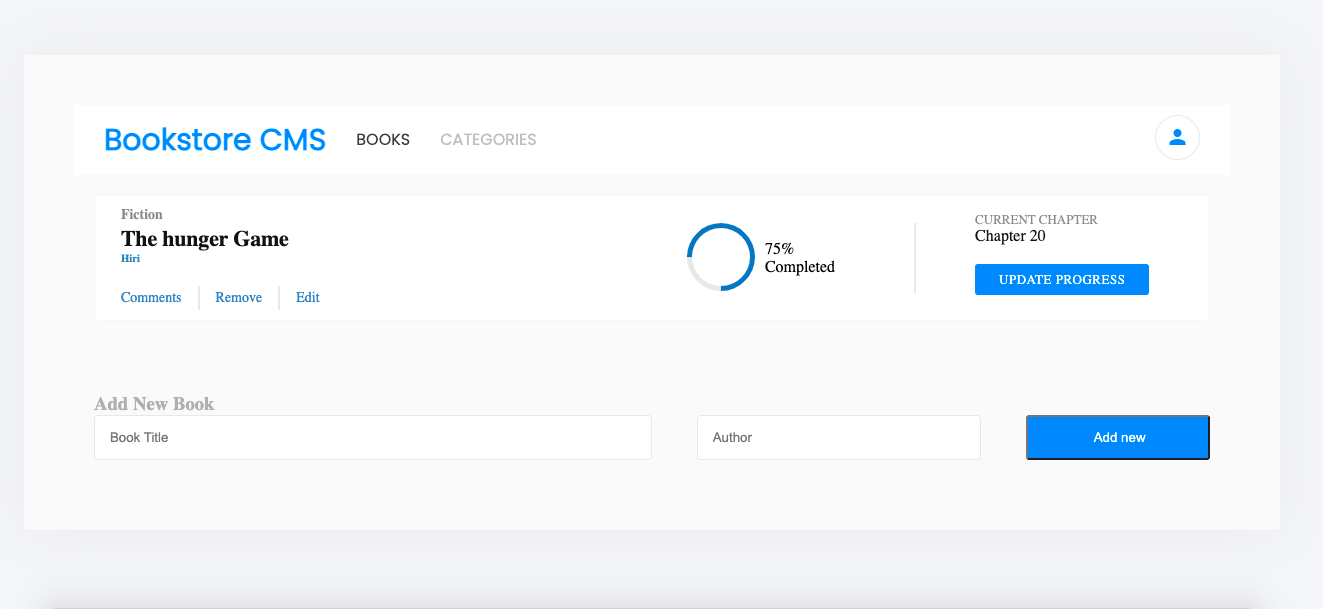 Bookstore CMS BOOKS CATEGORIES
Fiction
The hunger Game
Hiri
Comments Remove Edit
75%
Completed
CURRENT CHAPTER
Chapter 20
UPDATE PROGRESS
Add New Book
Book Title Author Add new